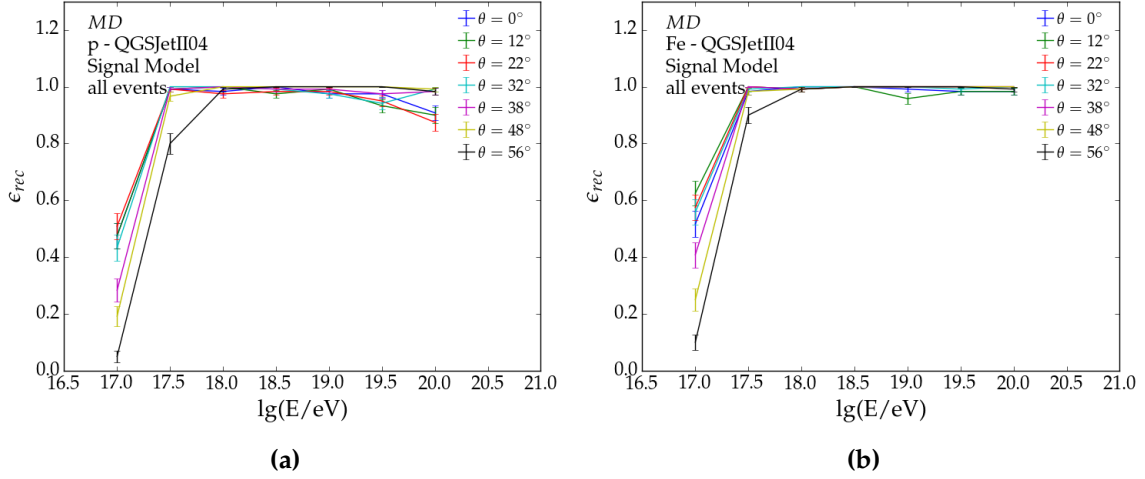 MD
p - QGSJetII04
Signal Model
all events
θ = 0°
θ = 12°
θ = 22°
θ = 32°
θ = 38°
θ = 48°
θ = 56°
1.2
1.0
0.8
0.6
0.4
0.2
0.0
ϵrec
16.5 17.0 17.5 18.0 18.5 19.0 19.5 20.0 20.5 21.0
lg(E/eV)
(a)
MD
Fe - QGSJetII04
Signal Model
all events
θ = 0°
θ = 12°
θ = 22°
θ = 32°
θ = 38°
θ = 48°
θ = 56°
1.2
1.0
0.8
0.6
0.4
0.2
0.0
ϵrec
16.5 17.0 17.5 18.0 18.5 19.0 19.5 20.0 20.5 21.0
lg(E/eV)
(b)